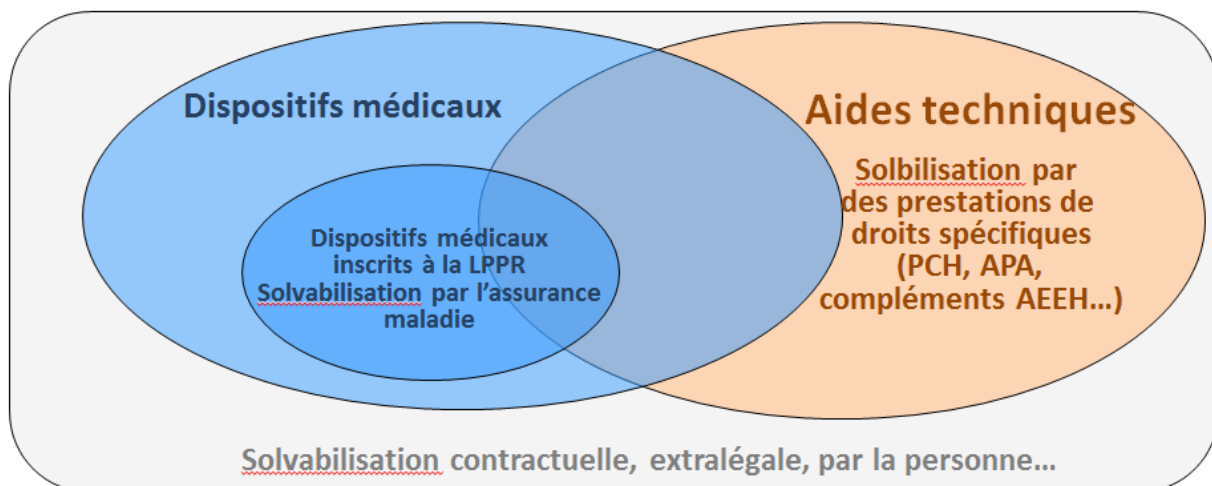 Dispositifs médicaux
Aides techniques
Solbilisation par
des prestations de
droits spécifiques
(PCH, APA,
compléments AEEH...)
Dispositifs médicaux
inscrits à la LPPR
Solvabilisation par l’assurance
maladie
Solvabilisation contractuelle, extralégale, par la personne...